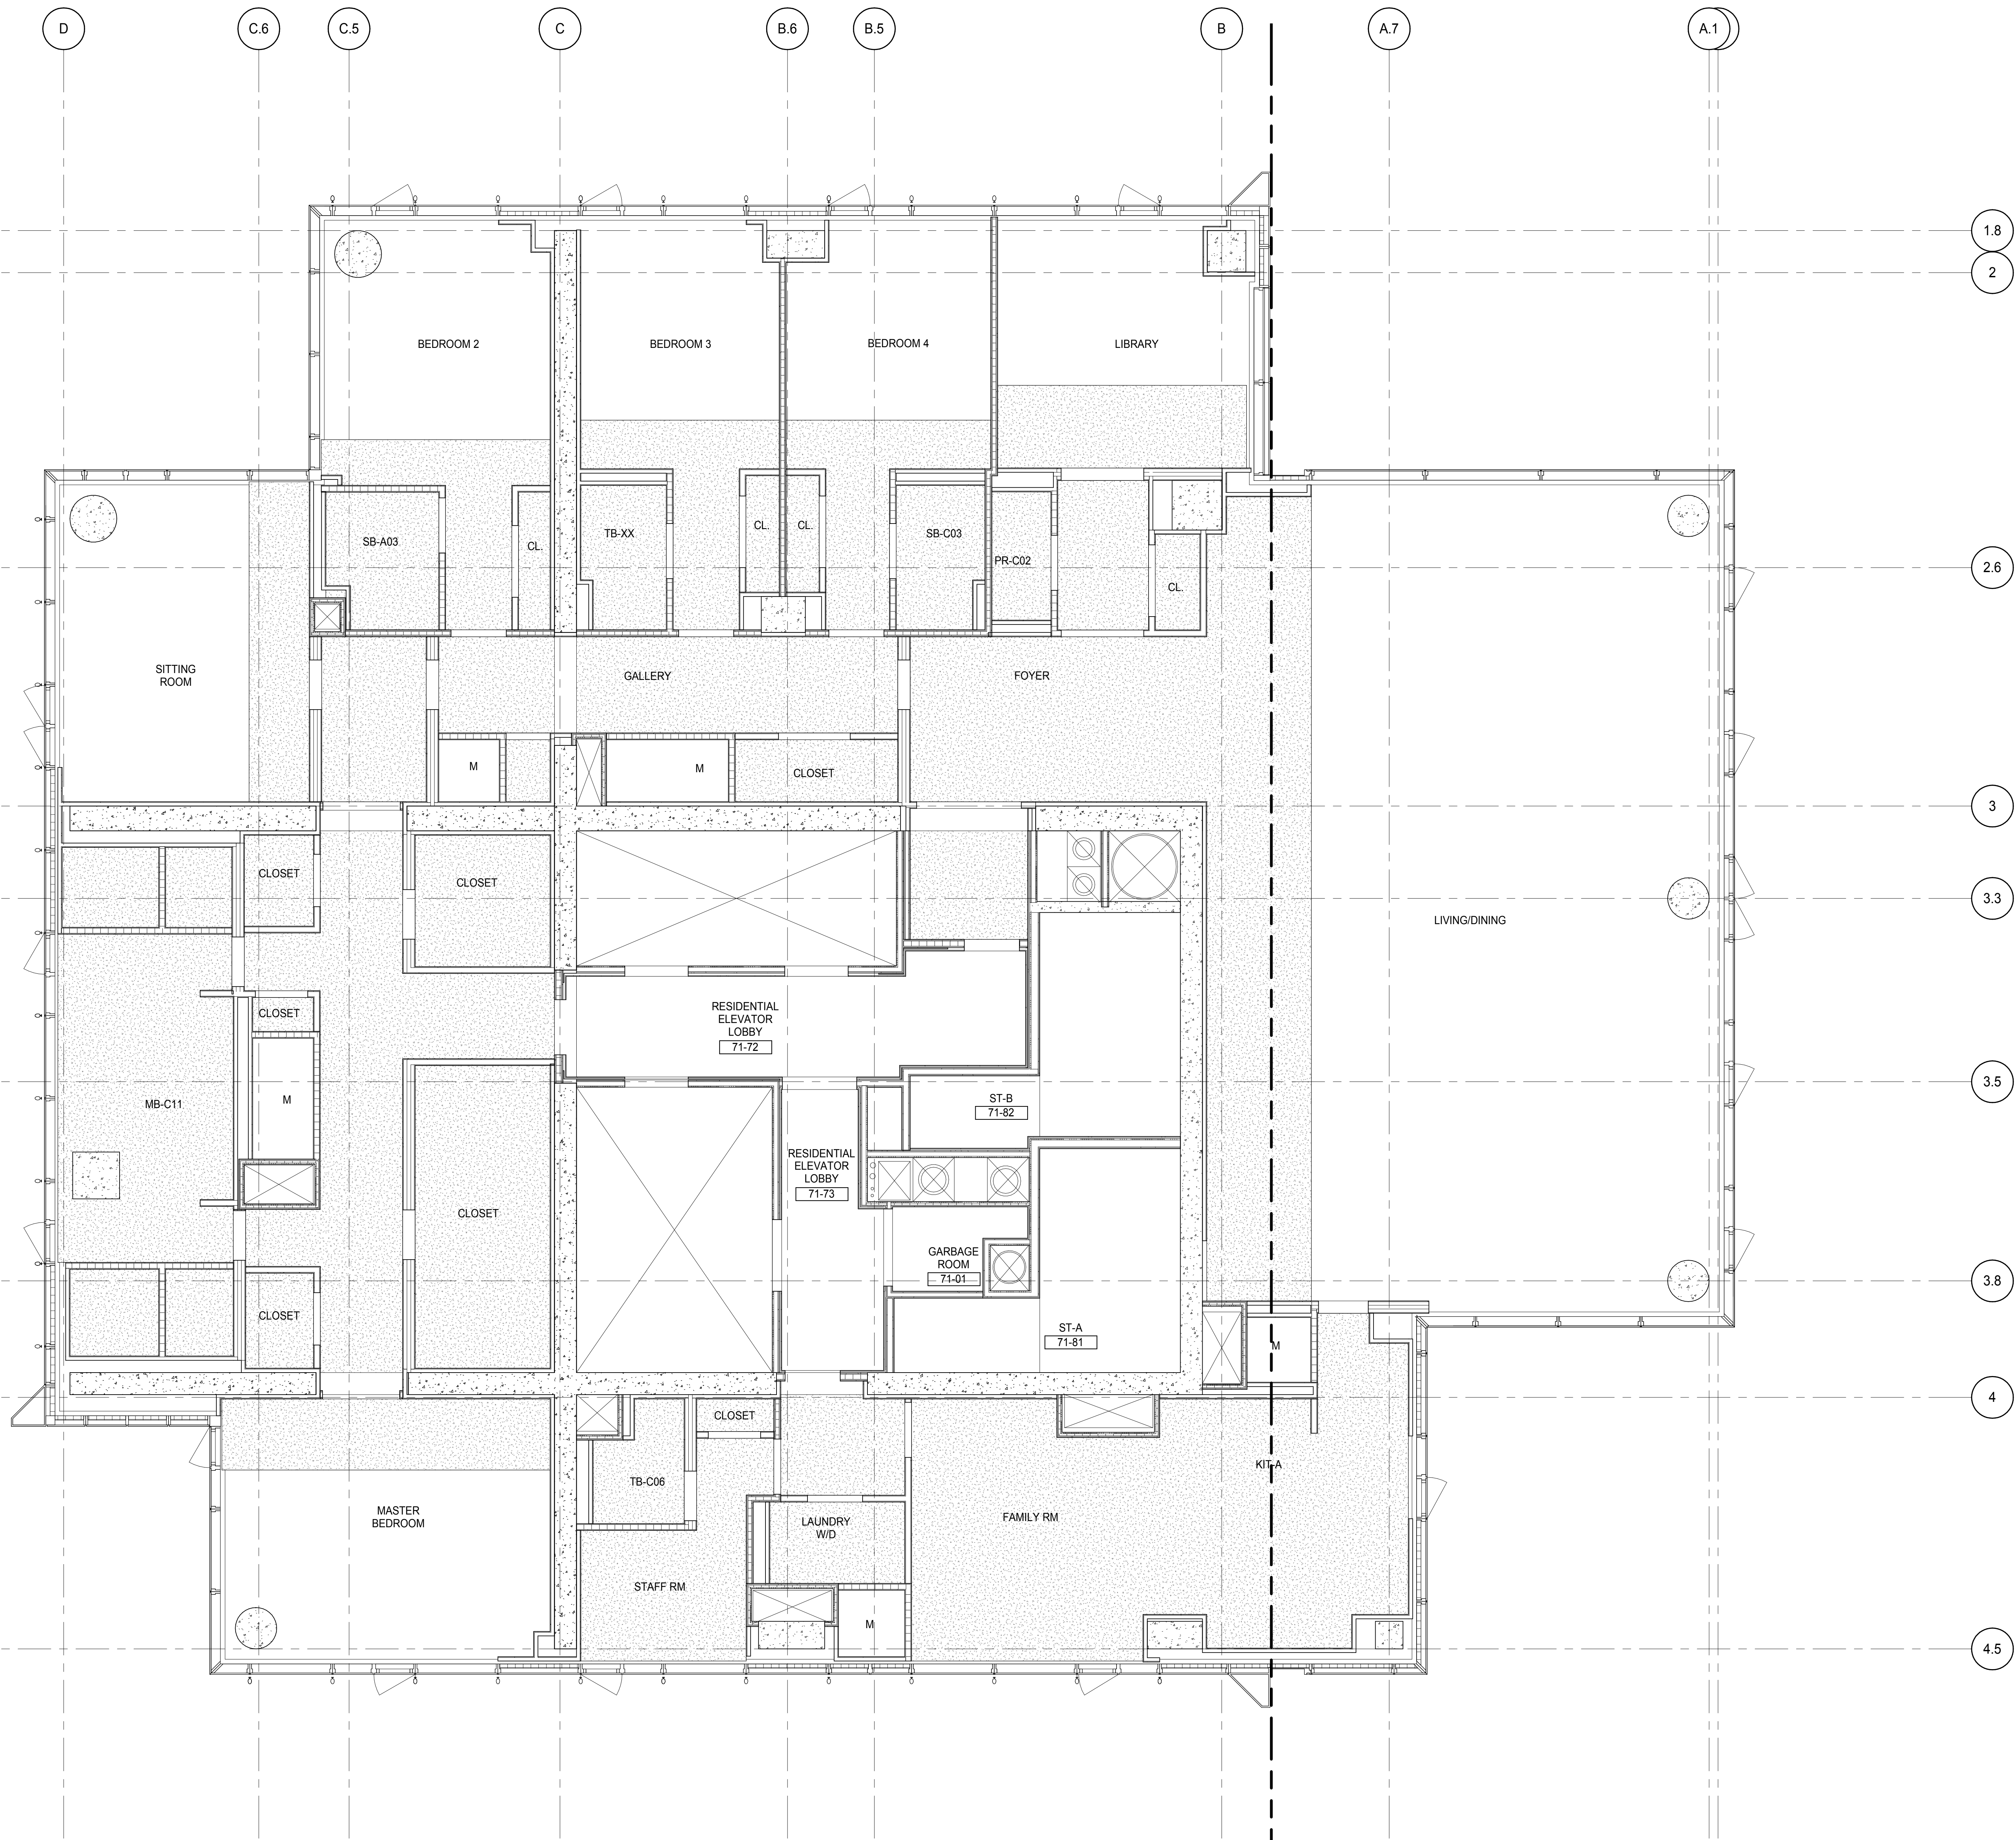 D
C.6
C.5
C
B.6
B.5
B
A.7
A.1
1.8
2
BEDROOM 2
BEDROOM 3
BEDROOM 4
LIBRARY
SB-A03
CL.
TB-XX
CL.
CL.
SB-C03
PR-C02
CL.
2.6
SITTING
ROOM
GALLERY
FOYER
M
M
CLOSET
3
CLOSET
CLOSET
3.3
LIVING/DINING
CLOSET
RESIDENTIAL
ELEVATOR
LOBBY
71-72
MB-C11
M
ST-B
71-82
3.5
RESIDENTIAL
ELEVATOR
LOBBY
71-73
CLOSET
GARBAGE
ROOM
71-01
3.8
CLOSET
ST-A
71-81
M
4
CLOSET
TB-C06
KIT-A
MASTER
BEDROOM
LAUNDRY
W/D
FAMILY RM
STAFF RM
M
4.5